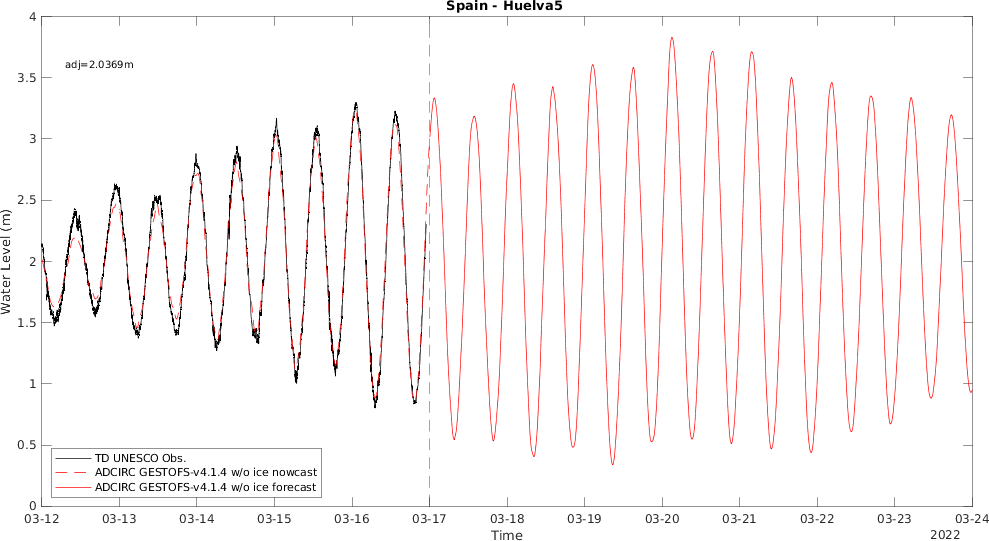 Spain - Huelva5
adj=2.0369m
Water Level (m)
4
3.5
3
2.5
2
1.5
1
0.5
0
TD UNESCO Obs.
ADCIRC GESTOFS-v4.1.4 w/o ice nowcast
ADCIRC GESTOFS-v4.1.4 w/o ice forecast
03-12 03-13 03-14 03-15 03-16 03-17 03-18 03-19 03-20 03-21 03-22 03-23 03-24
Time
2022